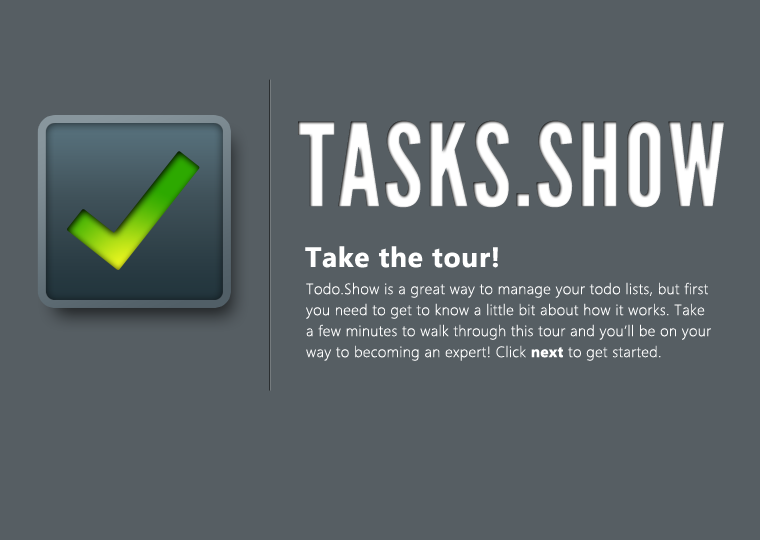 TASKS.SHOW
Take the tour!
Todo.Show is a great way to manage your todo lists, but first
you need to get to know a little bit about how it works. Take
a few minutes to walk through this tour and you'll be on your
way to becoming an expert! Click next to get started.